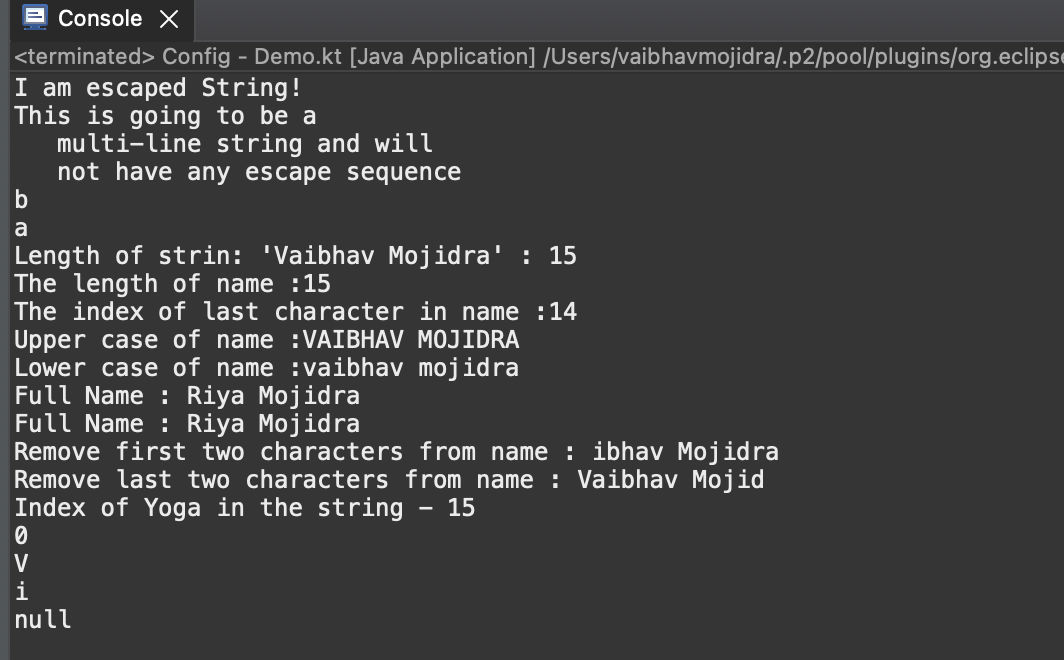 Console
<terminated> Config - Demo.kt [Java Application] /Users/vaibhavmojidra/.p2/pool/plugins/org.eclipse
I am escaped String!
This is going to be a
   multi-line string and will
   not have any escape sequence
b
a
Length of strin: 'Vaibhav Mojidra' : 15
The length of name :15
The index of last character in name :14
Upper case of name :VAIBHAV MOJIDRA
Lower case of name :vaibhav mojidra
Full Name : Riya Mojidra
Full Name : Riya Mojidra
Remove first two characters from name : ibhav Mojidra
Remove last two characters from name : Vaibhav Mojid
Index of Yoga in the string - 15
0
V
i
null